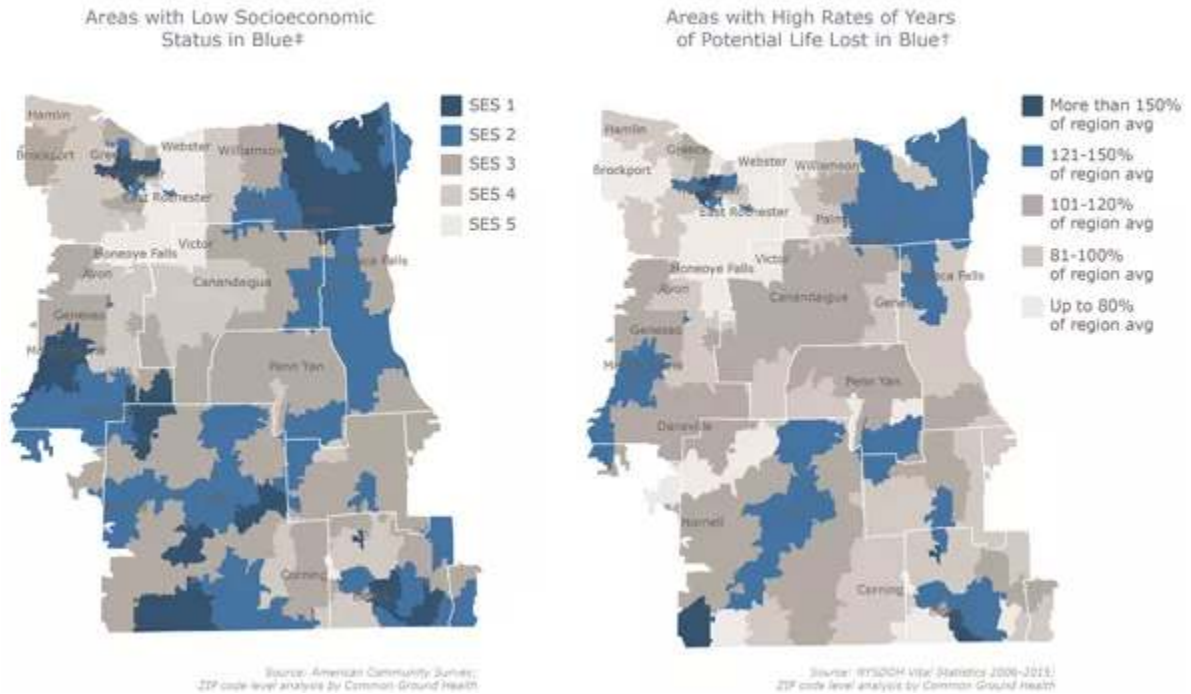 Areas with Low Socioeconomic
Status in Blue‡
SES 1
SES 2
SES 3
SES 4
SES 5
Hamlin
Brockport
Webster
Williamson
East Rochester
Victor
Honeoye Falls
Avon
Canandaigua
Falls
Geneseo
Penn Yan
Corning
Source: American Community Survey;
ZIP code level analysis by Common Ground Health
Areas with High Rates of Years
of Potential Life Lost in Blue†
More than 150%
of region avg
121-150%
of region avg
101-120%
of region avg
81-100%
of region avg
Up to 80%
of region avg
Hamlin
Greece
Brockport
Webster
Williamson
East Rochester
Victor
Honeoye Falls
Avon
Canandaigua
Falls
Geneseo
Penn Yan
Dansville
Hornell
Corning
Source: NYSDOH Vital Statistics 2006-2015;
ZIP code level analysis by Common Ground Health